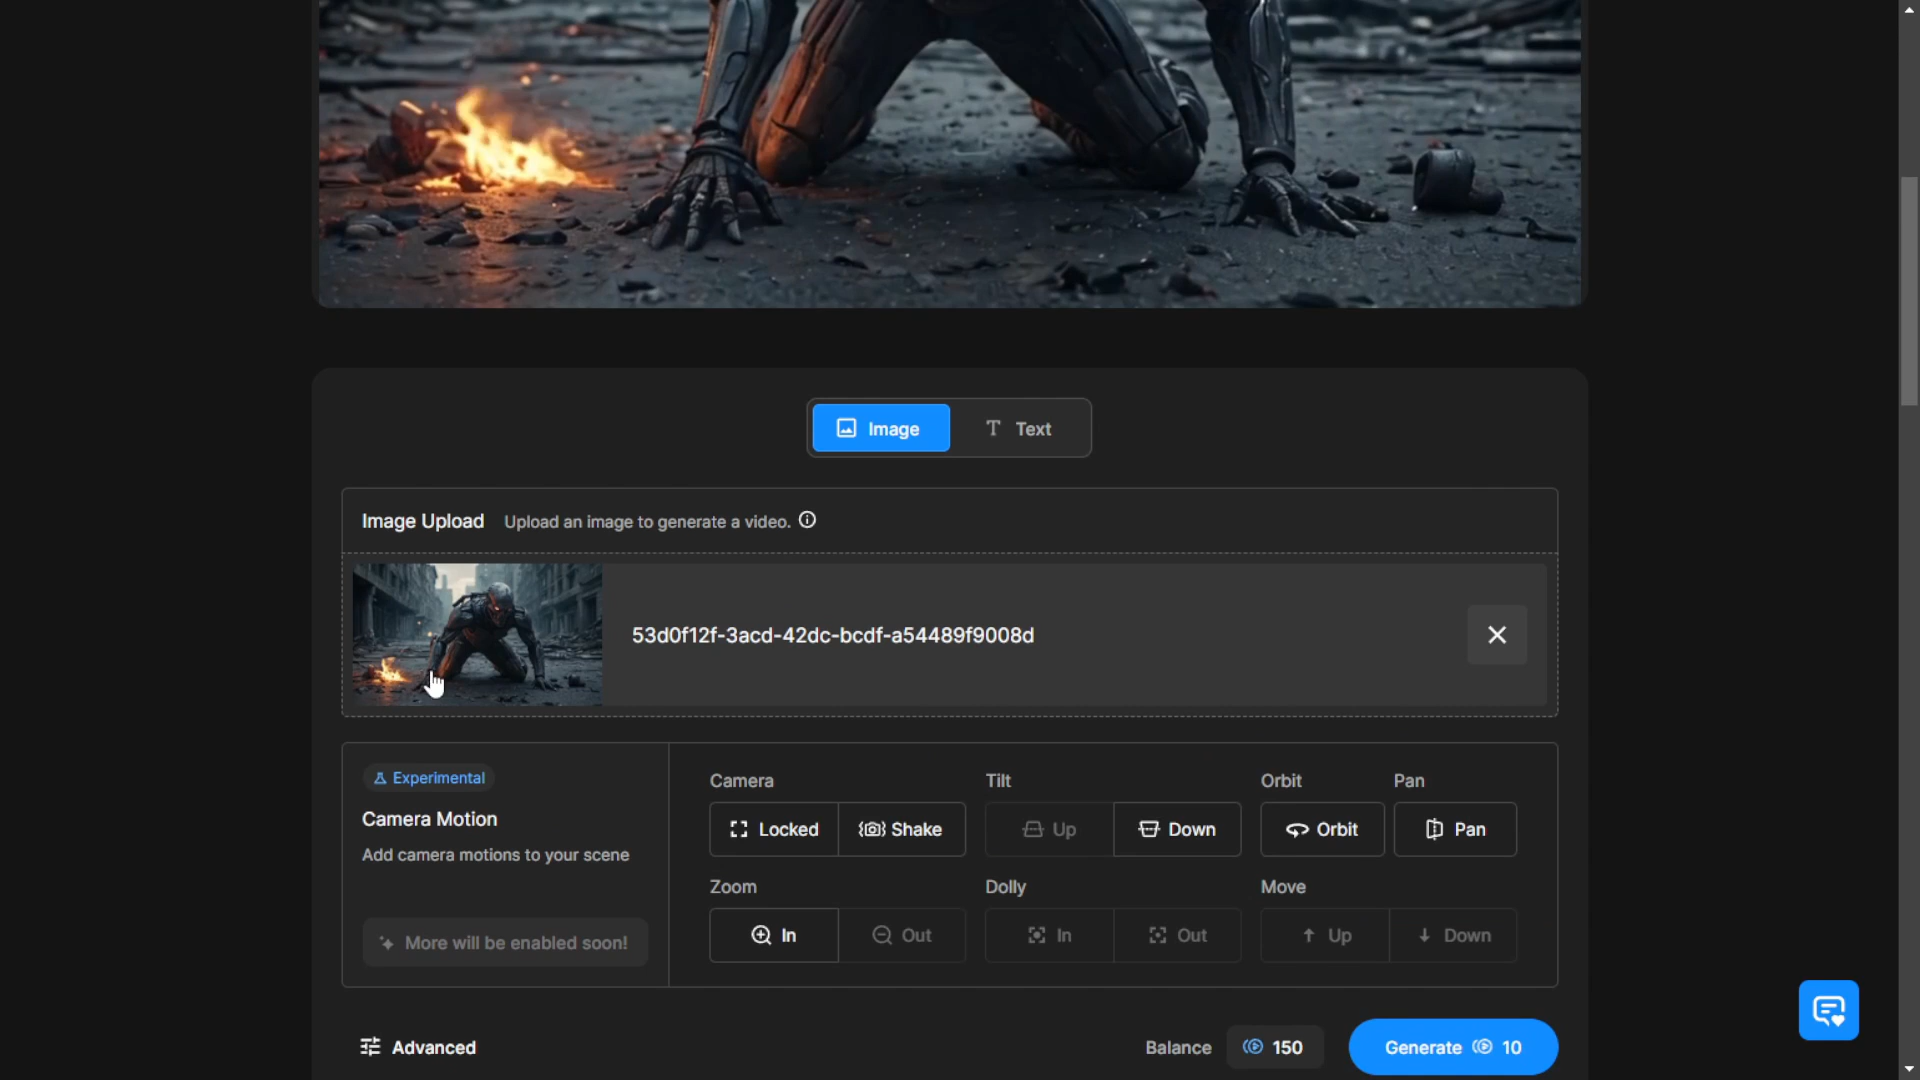 Image
Text
Image Upload Upload an image to generate a video.
53d0f12f-3acd-42dc-bcdf-a54489f9008d
Experimental
Camera Motion
Add camera motions to your scene
More will be enabled soon!
Camera
Locked
Shake
Tilt
Up
Down
Orbit
Orbit
Pan
Pan
Zoom
In
Out
Dolly
In
Out
Move
Up
Down
Advanced
Balance 150
Generate 10